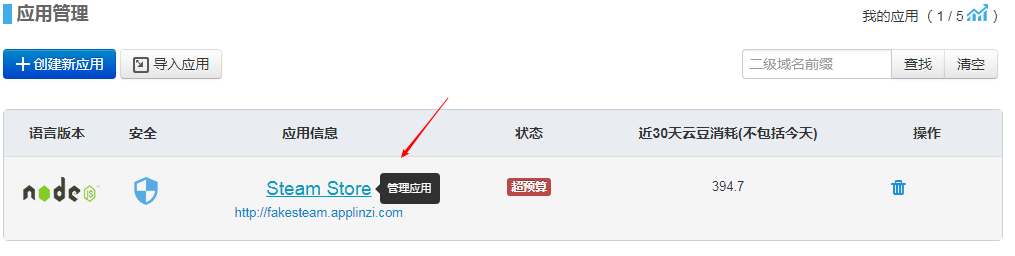 应用管理
我的应用（ 1 / 5 ）
创建新应用 导入应用 二级域名前缀 查找 清空
语言版本 安全 应用信息 状态 近30天云豆消耗(不包括今天) 操作
node JS Steam Store 管理应用 超预算 394.7
http://fakesteam.applinzi.com